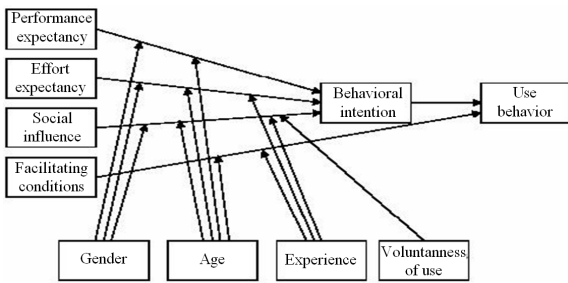 Performance
expectancy
Effort
expectancy
Social
influence
Facilitating
conditions
Behavioral
intention
Use
behavior
Gender
Age
Experience
Voluntanness
of use